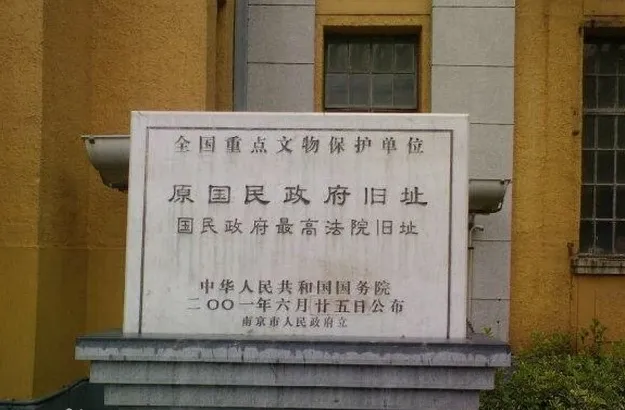 全国重点文物保护单位
原国民政府旧址
国民政府最高法院旧址
中华人民共和国国务院
二〇〇一年六月廿五日公布
南京市人民政府立